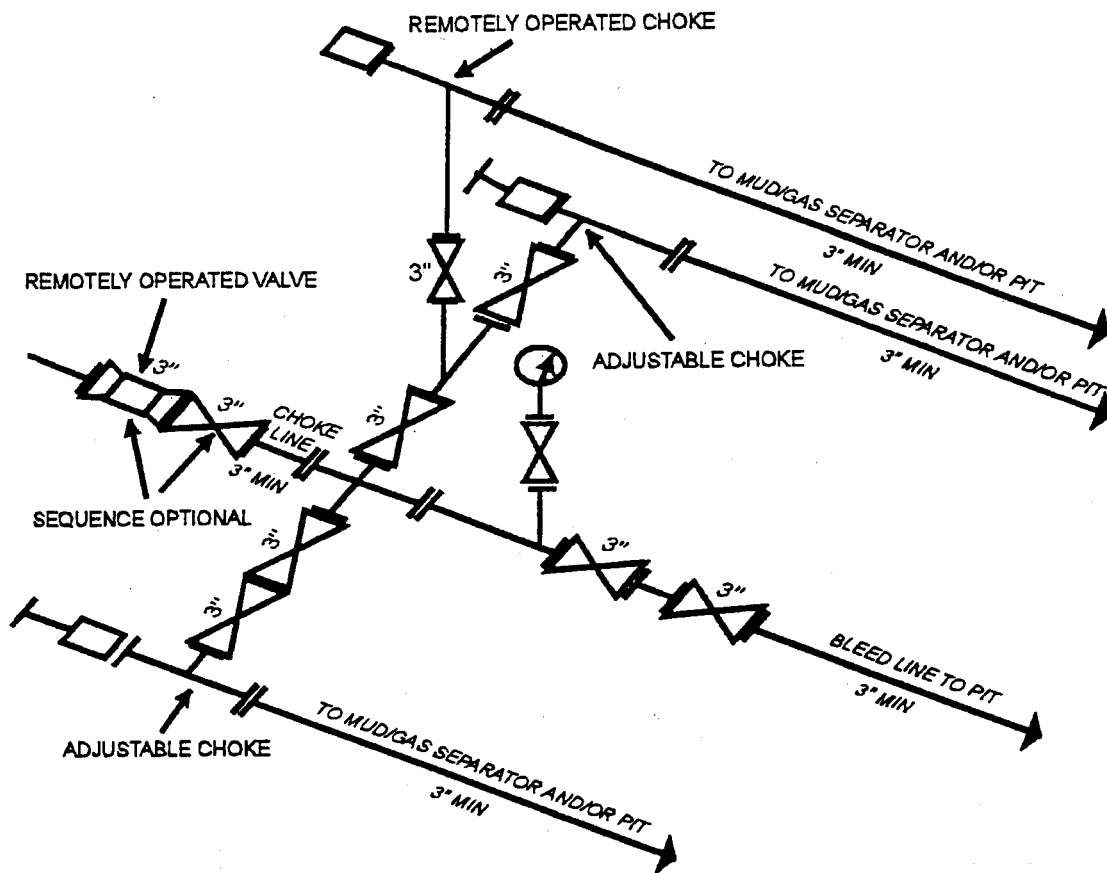 REMOTELY OPERATED CHOKE
TO MUD/GAS SEPARATOR AND/OR PIT
3" MIN
TO MUD/GAS SEPARATOR AND/OR PIT
3" MIN
3"
3"
REMOTELY OPERATED VALVE
ADJUSTABLE CHOKE
3"
3"
CHOKE
LINE
3" MIN
3"
SEQUENCE OPTIONAL
3"
3"
3"
3"
BLEED LINE TO PIT
3" MIN
ADJUSTABLE CHOKE
TO MUD/GAS SEPARATOR AND/OR PIT
3" MIN